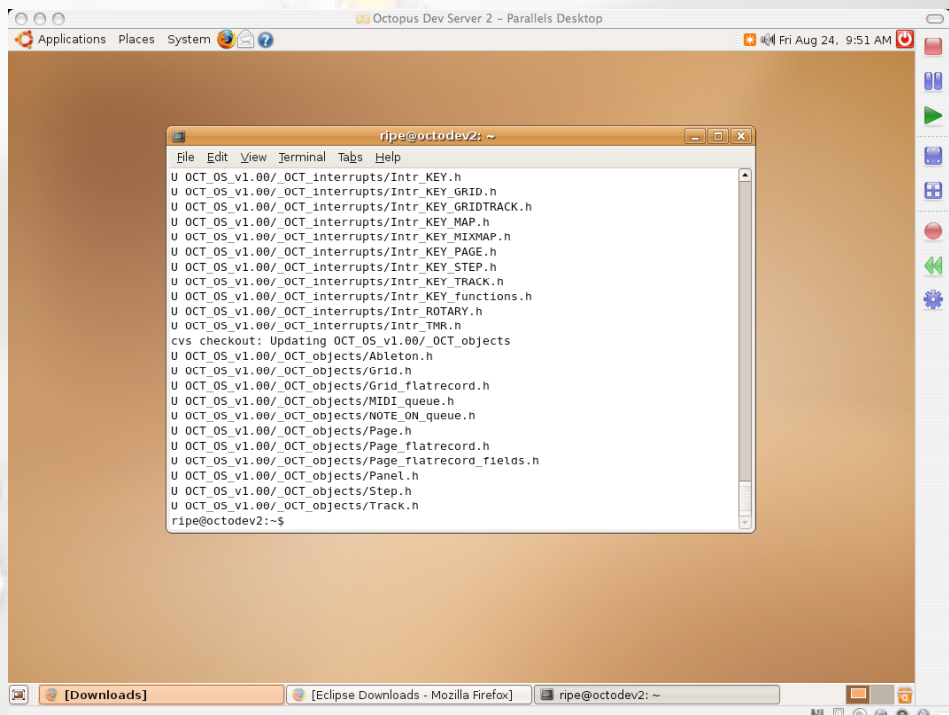 Octopus Dev Server 2 – Parallels Desktop
Applications Places System Fri Aug 24, 9:51 AM
ripe@octodev2: ~
File Edit View Terminal Tabs Help
U OCT_OS_v1.00/_OCT_interrupts/Intr_KEY.h
U OCT_OS_v1.00/_OCT_interrupts/Intr_KEY_GRID.h
U OCT_OS_v1.00/_OCT_interrupts/Intr_KEY_GRIDTRACK.h
U OCT_OS_v1.00/_OCT_interrupts/Intr_KEY_MAP.h
U OCT_OS_v1.00/_OCT_interrupts/Intr_KEY_MIXMAP.h
U OCT_OS_v1.00/_OCT_interrupts/Intr_KEY_PAGE.h
U OCT_OS_v1.00/_OCT_interrupts/Intr_KEY_STEP.h
U OCT_OS_v1.00/_OCT_interrupts/Intr_KEY_TRACK.h
U OCT_OS_v1.00/_OCT_interrupts/Intr_KEY_functions.h
U OCT_OS_v1.00/_OCT_interrupts/Intr_ROTARY.h
U OCT_OS_v1.00/_OCT_interrupts/Intr_TMR.h
cvs checkout: Updating OCT_OS_v1.00/_OCT_objects
U OCT_OS_v1.00/_OCT_objects/Ableton.h
U OCT_OS_v1.00/_OCT_objects/Grid.h
U OCT_OS_v1.00/_OCT_objects/Grid_flatrecord.h
U OCT_OS_v1.00/_OCT_objects/MIDI_queue.h
U OCT_OS_v1.00/_OCT_objects/NOTE_ON_queue.h
U OCT_OS_v1.00/_OCT_objects/Page.h
U OCT_OS_v1.00/_OCT_objects/Page_flatrecord.h
U OCT_OS_v1.00/_OCT_objects/Page_flatrecord_fields.h
U OCT_OS_v1.00/_OCT_objects/Panel.h
U OCT_OS_v1.00/_OCT_objects/Step.h
U OCT_OS_v1.00/_OCT_objects/Track.h
ripe@octodev2:~$
[Downloads] [Eclipse Downloads - Mozilla Firefox] ripe@octodev2: ~